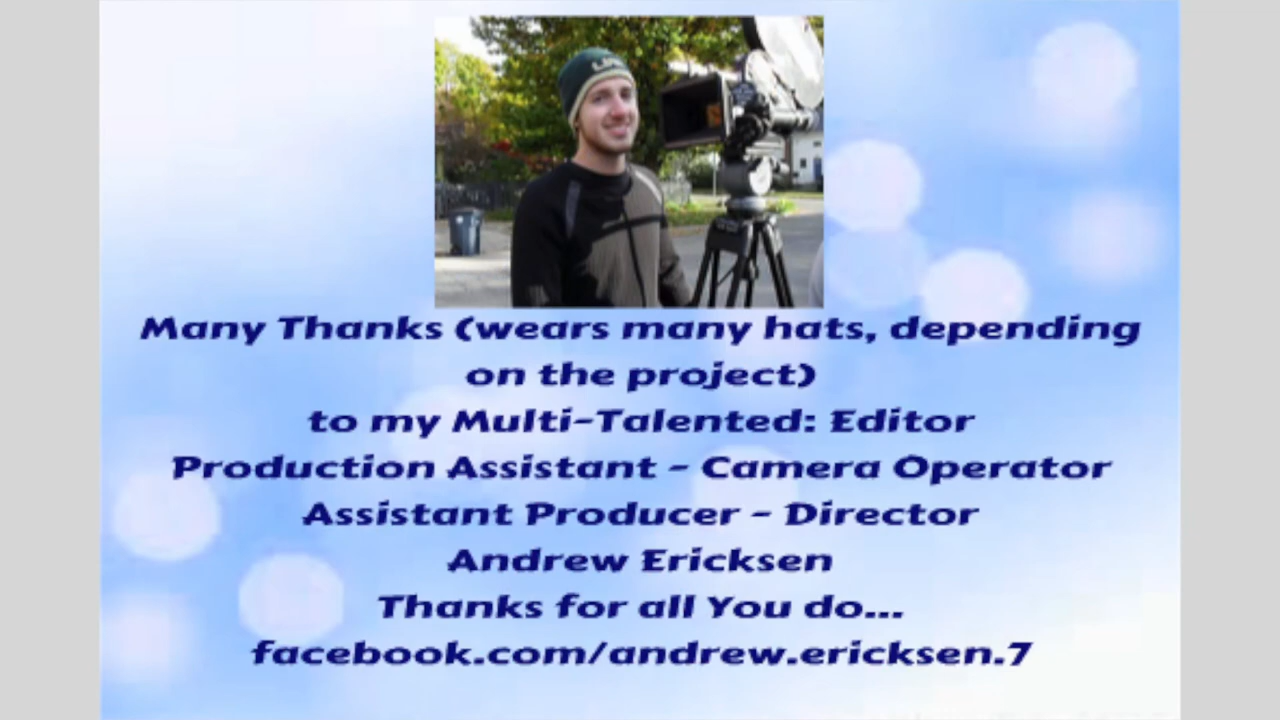 Many Thanks (wears many hats, depending
on the project)
to my Multi-Talented: Editor
Production Assistant - Camera Operator
Assistant Producer - Director
Andrew Ericksen
Thanks for all You do...
facebook.com/andrew.ericksen.7